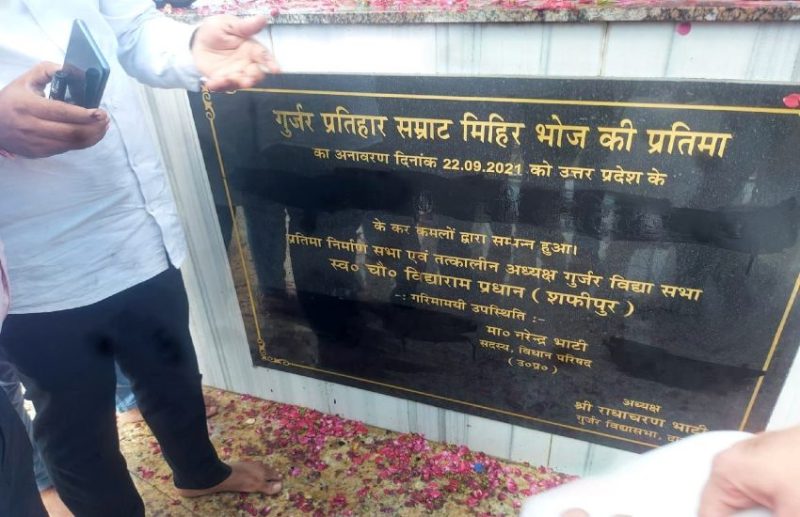 गुर्जर प्रतिहार सम्राट मिहिर भोज की प्रतिमा
का अनावरण दिनांक 22.09.2021 को उत्तर प्रदेश के
के कर कमलों द्वारा सम्पन्न हुआ।
प्रतिमा निर्माण सभा एवं तत्कालीन अध्यक्ष गुर्जर विद्या सभा
स्व० चौ० विद्याराम प्रधान ( शफीपुर )
-: गरिमामयी उपस्थिति :-
मा० नरेन्द्र भाटी
सदस्य, विधान परिषद
( उ०प्र० )
अध्यक्ष
श्री राधाचरण भाटी
गुर्जर विद्यासभा,